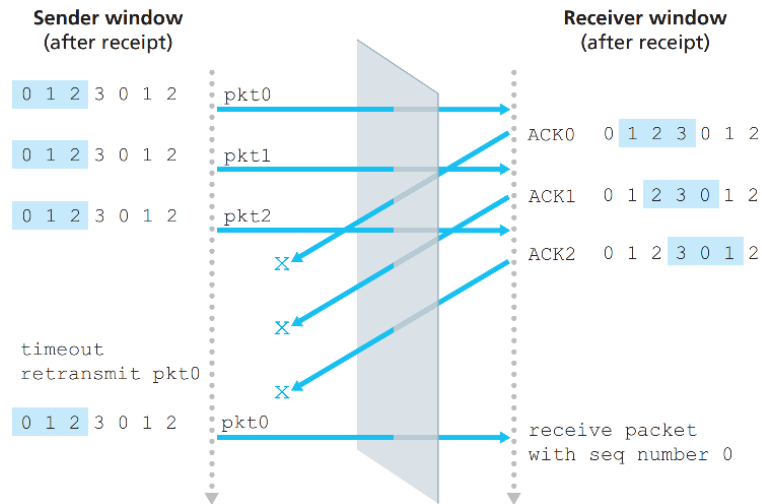 Sender window
(after receipt)
Receiver window
(after receipt)
0 1 2 3 0 1 2
pkt0
ACK0 0 1 2 3 0 1 2
0 1 2 3 0 1 2
pkt1
ACK1 0 1 2 3 0 1 2
0 1 2 3 0 1 2
pkt2
ACK2 0 1 2 3 0 1 2
x
x
timeout
retransmit pkt0
x
0 1 2 3 0 1 2
pkt0
receive packet
with seq number 0